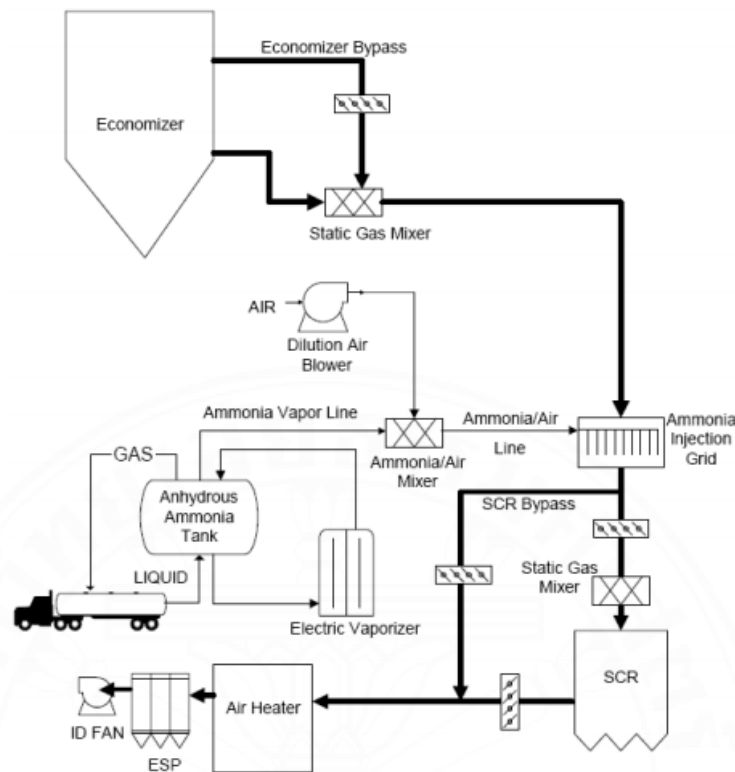 Economizer Bypass
Economizer
Static Gas Mixer
AIR
Dilution Air
Blower
Ammonia Vapor Line
Ammonia/Air
Line
Ammonia
Injection
Grid
Ammonia/Air
Mixer
GAS
Anhydrous
Ammonia
Tank
SCR Bypass
LIQUID
Static Gas
Mixer
Electric Vaporizer
SCR
Air Heater
ID FAN
ESP